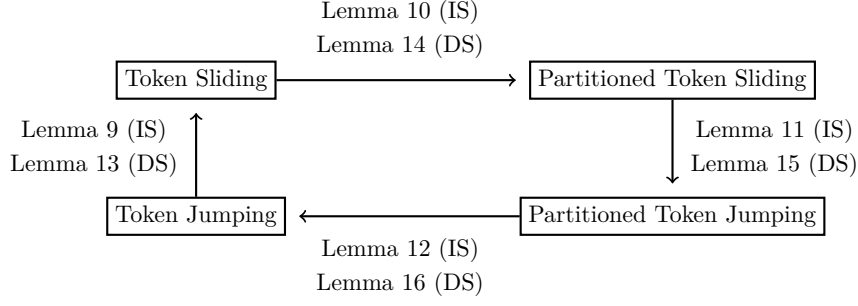 Lemma 10 (IS)
Lemma 14 (DS)
Token Sliding
Partitioned Token Sliding
Lemma 9 (IS)
Lemma 13 (DS)
Lemma 11 (IS)
Lemma 15 (DS)
Token Jumping
Partitioned Token Jumping
Lemma 12 (IS)
Lemma 16 (DS)